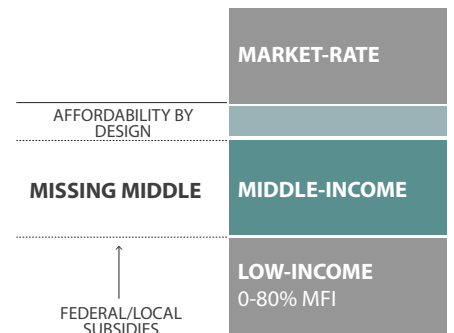 MARKET-RATE
AFFORDABILITY BY
DESIGN
MISSING MIDDLE
MIDDLE-INCOME
LOW-INCOME
0-80% MFI
FEDERAL/LOCAL
SUBSIDIES